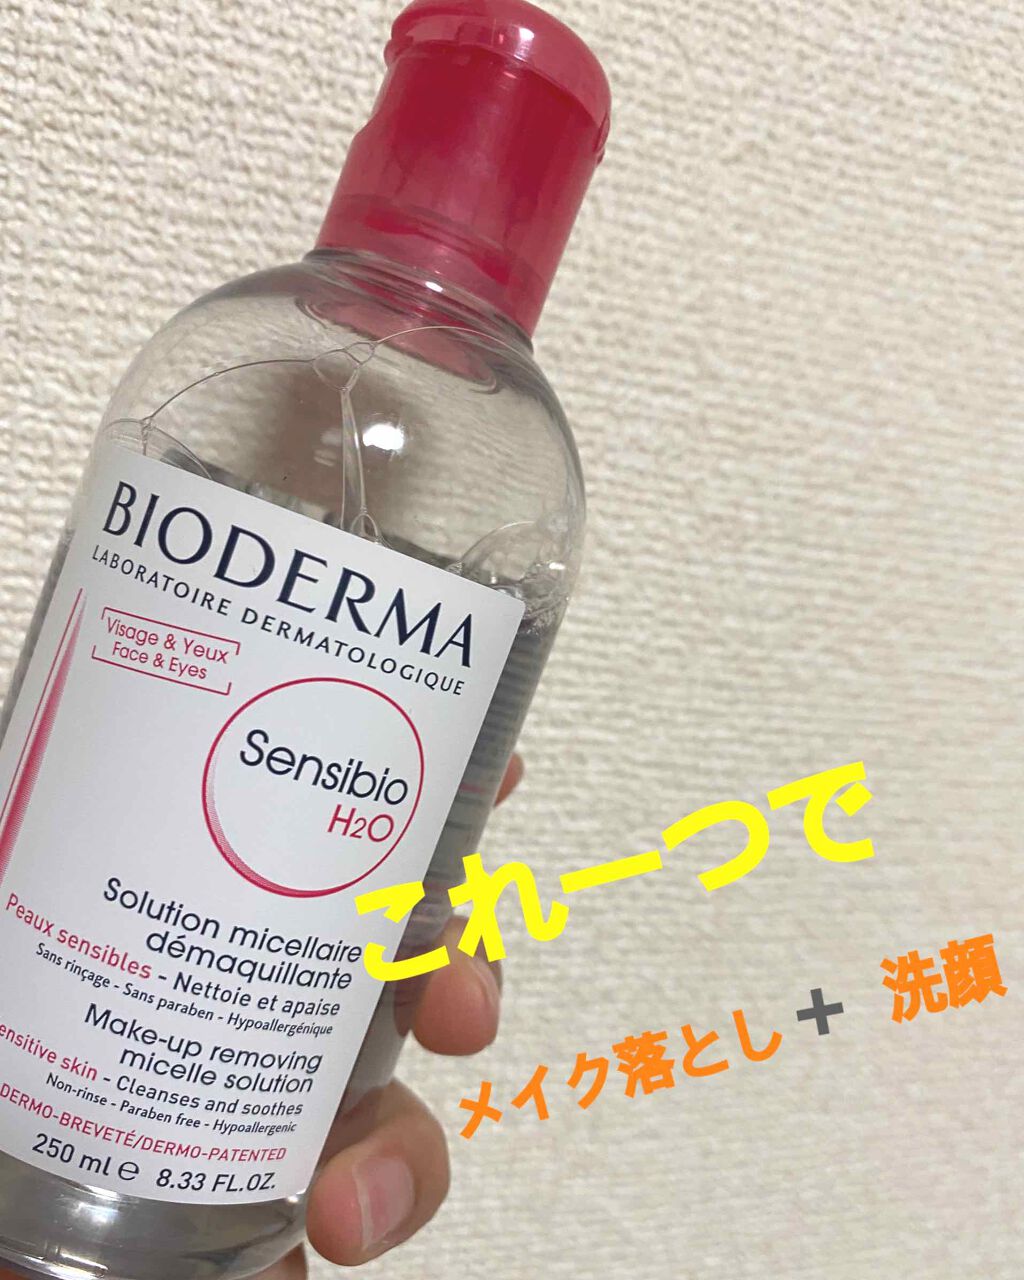 BIODERMA
LABORATOIRE DERMATOLOGIQUE
Visage & Yeux
Face & Eyes
Sensibio
H2O
Solution micellaire
démaquillante
Peaux sensibles - Nettoie et apaise
Sans rinçage - Sans paraben - Hypoallergénique
Make-up removing
micelle solution
ensitive skin - Cleanses and soothes
Non-rinse - Paraben free - Hypoallergenic
DERMO-BREVETÉ/DERMO-PATENTED
250 ml ℮ 8.33 FL.OZ.
これ一つで
メイク落とし➕ 洗顔